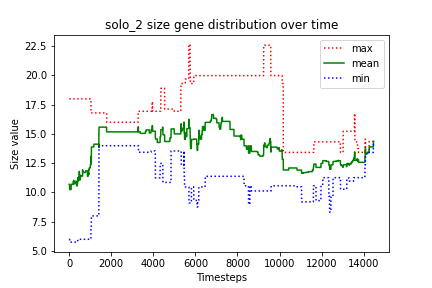 solo_2 size gene distribution over time
max
mean
min
Size value
22.5
20.0
17.5
15.0
12.5
10.0
7.5
5.0
0 2000 4000 6000 8000 10000 12000 14000
Timesteps